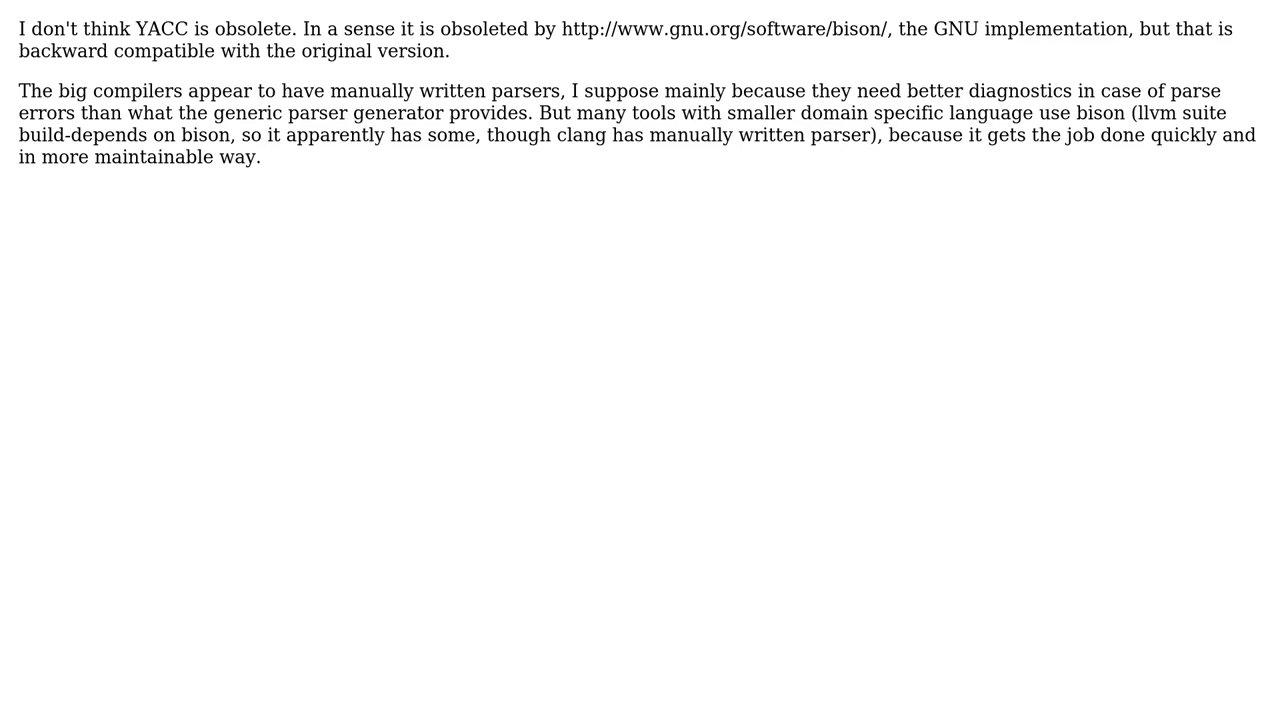 I don't think YACC is obsolete. In a sense it is obsoleted by http://www.gnu.org/software/bison/, the GNU implementation, but that is
backward compatible with the original version.
The big compilers appear to have manually written parsers, I suppose mainly because they need better diagnostics in case of parse
errors than what the generic parser generator provides. But many tools with smaller domain specific language use bison (llvm suite
build-depends on bison, so it apparently has some, though clang has manually written parser), because it gets the job done quickly and
in more maintainable way.